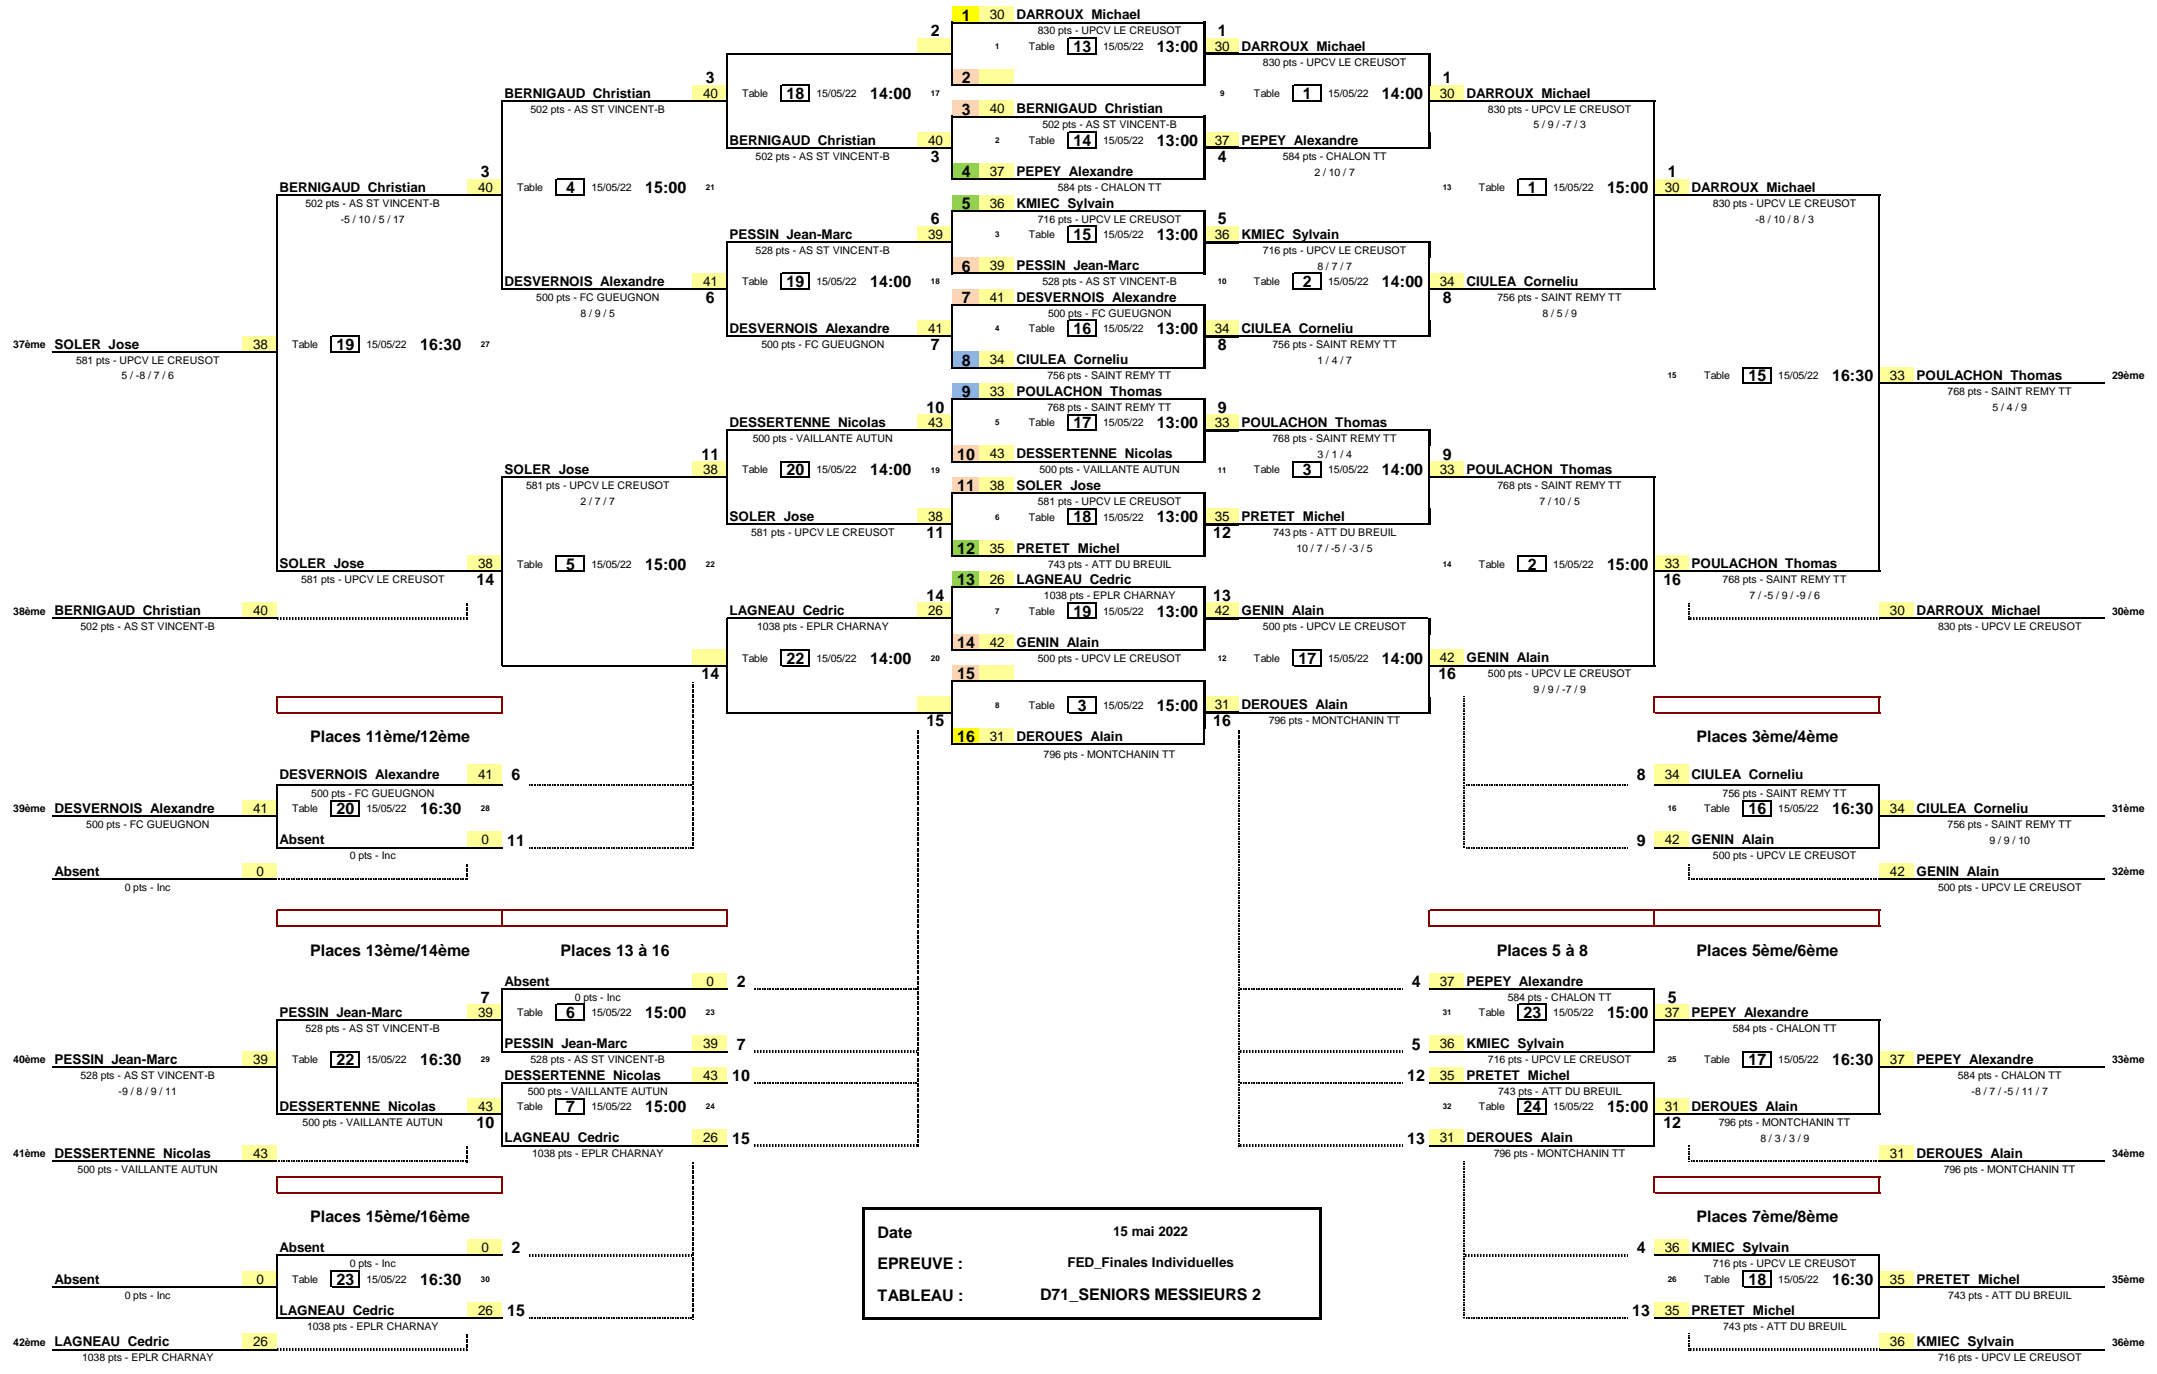 1 30 DARROUX Michael
2 830 pts - UPCV LE CREUSOT 1
1 Table 13 15/05/22 13:00 30 DARROUX Michael
830 pts - UPCV LE CREUSOT
3 2 1
BERNIGAUD Christian 40 Table 18 15/05/22 14:00 17 9 Table 1 15/05/22 14:00 30 DARROUX Michael
502 pts - AS ST VINCENT-B 3 40 BERNIGAUD Christian 830 pts - UPCV LE CREUSOT
502 pts - AS ST VINCENT-B 5 / 9 / -7 / 3
BERNIGAUD Christian 40 2 Table 14 15/05/22 13:00 37 PEPEY Alexandre
502 pts - AS ST VINCENT-B 3 4 584 pts - CHALON TT
3 4 37 PEPEY Alexandre 2 / 10 / 7 1
BERNIGAUD Christian 40 Table 4 15/05/22 15:00 21 584 pts - CHALON TT 13 Table 1 15/05/22 15:00 30 DARROUX Michael
502 pts - AS ST VINCENT-B 5 36 KMIEC Sylvain 830 pts - UPCV LE CREUSOT
-5 / 10 / 5 / 17 6 716 pts - UPCV LE CREUSOT 5 -8 / 10 / 8 / 3
PESSIN Jean-Marc 39 3 Table 15 15/05/22 13:00 36 KMIEC Sylvain
528 pts - AS ST VINCENT-B 716 pts - UPCV LE CREUSOT
6 39 PESSIN Jean-Marc 8 / 7 / 7
DESVERNOIS Alexandre 41 Table 19 15/05/22 14:00 18 528 pts - AS ST VINCENT-B 10 Table 2 15/05/22 14:00 34 CIULEA Corneliu
500 pts - FC GUEUGNON 6 7 41 DESVERNOIS Alexandre 8 756 pts - SAINT REMY TT
8 / 9 / 5 500 pts - FC GUEUGNON 8 / 5 / 9
DESVERNOIS Alexandre 41 4 Table 16 15/05/22 13:00 34 CIULEA Corneliu
37ème SOLER Jose 38 Table 19 15/05/22 16:30 27 500 pts - FC GUEUGNON 7 8 756 pts - SAINT REMY TT
581 pts - UPCV LE CREUSOT 8 34 CIULEA Corneliu 1 / 4 / 7
5 / -8 / 7 / 6 756 pts - SAINT REMY TT 15 Table 15 15/05/22 16:30 33 POULACHON Thomas 29ème
9 33 POULACHON Thomas 768 pts - SAINT REMY TT
10 768 pts - SAINT REMY TT 9 5 / 4 / 9
DESSERTENNE Nicolas 43 5 Table 17 15/05/22 13:00 33 POULACHON Thomas
500 pts - VAILLANTE AUTUN 768 pts - SAINT REMY TT
11 10 43 DESSERTENNE Nicolas 3 / 1 / 4 9
SOLER Jose 38 Table 20 15/05/22 14:00 19 500 pts - VAILLANTE AUTUN 11 Table 3 15/05/22 14:00 33 POULACHON Thomas
581 pts - UPCV LE CREUSOT 11 38 SOLER Jose 768 pts - SAINT REMY TT
2 / 7 / 7 581 pts - UPCV LE CREUSOT 7 / 10 / 5
SOLER Jose 38 6 Table 18 15/05/22 13:00 35 PRETET Michel
581 pts - UPCV LE CREUSOT 11 12 743 pts - ATT DU BREUIL
12 35 PRETET Michel 10 / 7 / -5 / -3 / 5
SOLER Jose 38 Table 5 15/05/22 15:00 22 743 pts - ATT DU BREUIL 14 Table 2 15/05/22 15:00 33 POULACHON Thomas
581 pts - UPCV LE CREUSOT 14 13 26 LAGNEAU Cedric 16 768 pts - SAINT REMY TT
14 1038 pts - EPLR CHARNAY 13 7 / -5 / 9 / -9 / 6
38ème BERNIGAUD Christian 40 LAGNEAU Cedric 26 7 Table 19 15/05/22 13:00 42 GENIN Alain 30 DARROUX Michael 30ème
502 pts - AS ST VINCENT-B 1038 pts - EPLR CHARNAY 500 pts - UPCV LE CREUSOT 830 pts - UPCV LE CREUSOT
14 42 GENIN Alain
Table 22 15/05/22 14:00 20 500 pts - UPCV LE CREUSOT 12 Table 17 15/05/22 14:00 42 GENIN Alain
14 15 16 500 pts - UPCV LE CREUSOT
9 / 9 / -7 / 9
8 Table 3 15/05/22 15:00 31 DEROUES Alain
15 16 796 pts - MONTCHANIN TT
Places 11ème/12ème 16 31 DEROUES Alain Places 3ème/4ème
796 pts - MONTCHANIN TT
DESVERNOIS Alexandre 41 6 8 34 CIULEA Corneliu
500 pts - FC GUEUGNON 756 pts - SAINT REMY TT
39ème DESVERNOIS Alexandre 41 Table 20 15/05/22 16:30 28 16 Table 16 15/05/22 16:30 34 CIULEA Corneliu 31ème
500 pts - FC GUEUGNON 756 pts - SAINT REMY TT
Absent 0 11 9 42 GENIN Alain 9 / 9 / 10
0 pts - Inc 500 pts - UPCV LE CREUSOT
Absent 0 42 GENIN Alain 32ème
0 pts - Inc 500 pts - UPCV LE CREUSOT
Places 13ème/14ème Places 13 à 16 Places 5 à 8 Places 5ème/6ème
Absent 0 2 4 37 PEPEY Alexandre
7 0 pts - Inc 584 pts - CHALON TT 5
PESSIN Jean-Marc 39 Table 6 15/05/22 15:00 23 31 Table 23 15/05/22 15:00 37 PEPEY Alexandre
528 pts - AS ST VINCENT-B 584 pts - CHALON TT
PESSIN Jean-Marc 39 7 5 36 KMIEC Sylvain
40ème PESSIN Jean-Marc 39 Table 22 15/05/22 16:30 29 528 pts - AS ST VINCENT-B 716 pts - UPCV LE CREUSOT 25 Table 17 15/05/22 16:30 37 PEPEY Alexandre 33ème
528 pts - AS ST VINCENT-B DESSERTENNE Nicolas 43 10 12 35 PRETET Michel 584 pts - CHALON TT
-9 / 8 / 9 / 11 500 pts - VAILLANTE AUTUN 743 pts - ATT DU BREUIL -8 / 7 / -5 / 11 / 7
DESSERTENNE Nicolas 43 Table 7 15/05/22 15:00 24 32 Table 24 15/05/22 15:00 31 DEROUES Alain
500 pts - VAILLANTE AUTUN 10 12 796 pts - MONTCHANIN TT
LAGNEAU Cedric 26 15 13 31 DEROUES Alain 8 / 3 / 3 / 9
41ème DESSERTENNE Nicolas 43 1038 pts - EPLR CHARNAY 796 pts - MONTCHANIN TT 31 DEROUES Alain 34ème
500 pts - VAILLANTE AUTUN 796 pts - MONTCHANIN TT
Places 15ème/16ème Places 7ème/8ème
Date 15 mai 2022
Absent 0 2 4 36 KMIEC Sylvain
0 pts - Inc EPREUVE : FED_Finales Individuelles 716 pts - UPCV LE CREUSOT
Absent 0 Table 23 15/05/22 16:30 30 26 Table 18 15/05/22 16:30 35 PRETET Michel 35ème
0 pts - Inc TABLEAU : D71_SENIORS MESSIEURS 2 743 pts - ATT DU BREUIL
LAGNEAU Cedric 26 15 13 35 PRETET Michel
1038 pts - EPLR CHARNAY 743 pts - ATT DU BREUIL
42ème LAGNEAU Cedric 26 36 KMIEC Sylvain 36ème
1038 pts - EPLR CHARNAY 716 pts - UPCV LE CREUSOT